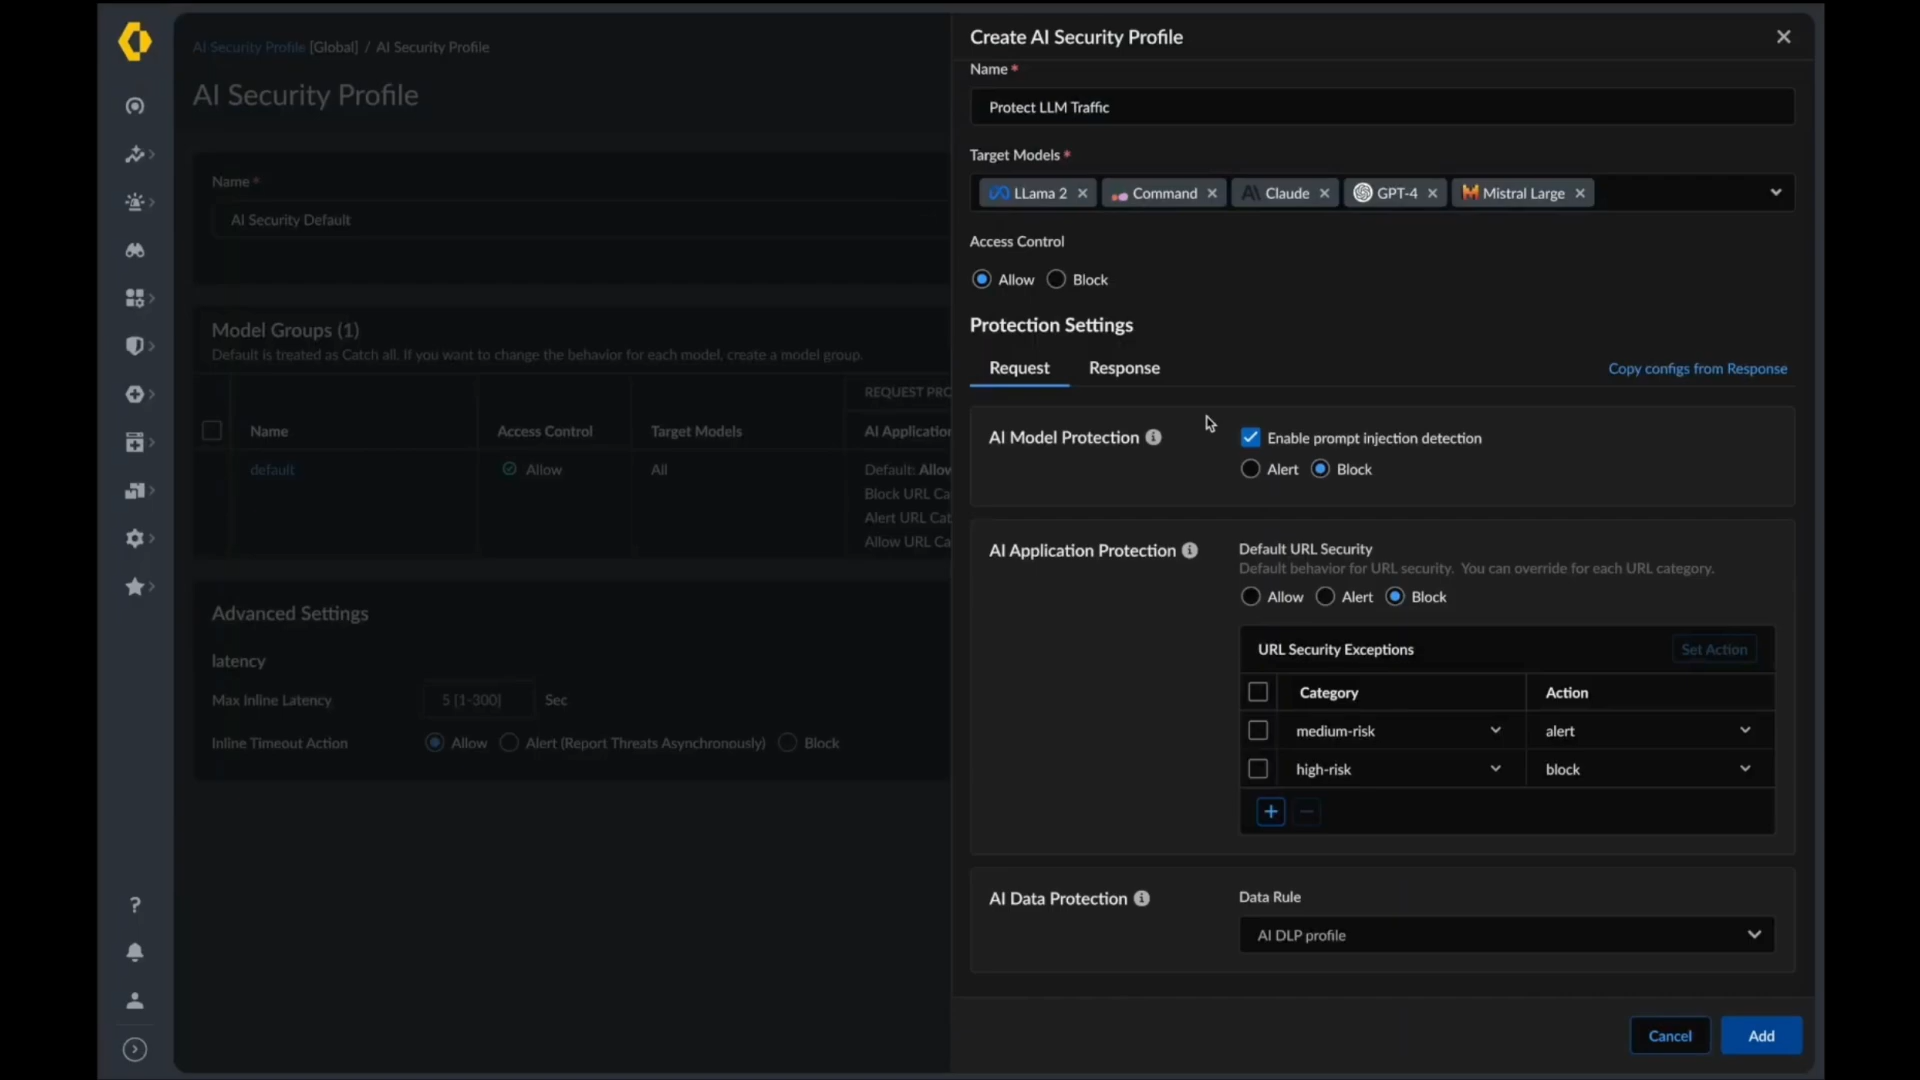 AI Security Profile [Global] / AI Security Profile
AI Security Profile
Name *
AI Security Default
Model Groups (1)
Default is treated as Catch all. If you want to change the behavior for each model, create a model group.
REQUEST PRO
Name Access Control Target Models AI Application
default Allow All Default: Allow
Block URL Ca
Alert URL Cat
Allow URL Ca
Advanced Settings
latency
Max Inline Latency 5 [1-300] Sec
Inline Timeout Action Allow Alert (Report Threats Asynchronously) Block
Create AI Security Profile
Name *
Protect LLM Traffic
Target Models *
LLama 2 Command Claude GPT-4 Mistral Large
Access Control
Allow Block
Protection Settings
Request Response Copy configs from Response
AI Model Protection Enable prompt injection detection
Alert Block
AI Application Protection Default URL Security
Default behavior for URL security. You can override for each URL category.
Allow Alert Block
URL Security Exceptions Set Action
Category Action
medium-risk alert
high-risk block
AI Data Protection Data Rule
AI DLP profile
Cancel Add